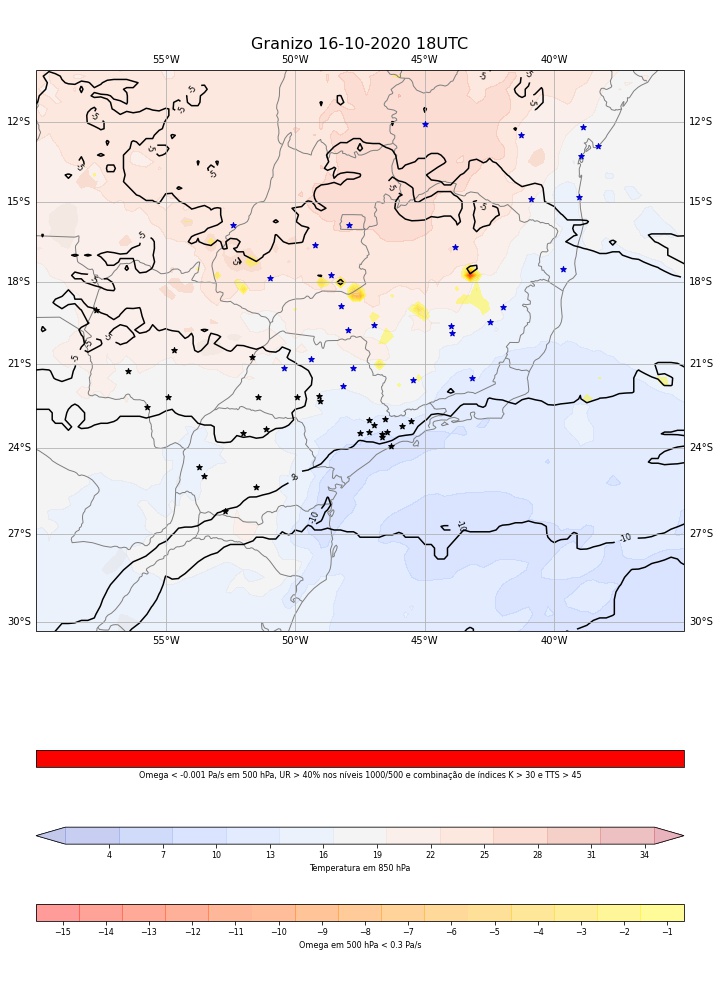 Granizo 16-10-2020 18UTC
55°W 50°W 45°W 40°W
12°S 12°S
15°S 15°S
18°S 18°S
21°S 21°S
24°S 24°S
27°S 27°S
30°S 30°S
-5 -5 -5 -5
-5 -5 -5
-5 -5
-5 -5 -5
-5 -5
-5
-5
-5 -5
-5
8
-10 -10
-10
55°W 50°W 45°W 40°W
Omega < -0.001 Pa/s em 500 hPa, UR > 40% nos níveis 1000/500 e combinação de índices K > 30 e TTS > 45
4 7 10 13 16 19 22 25 28 31 34
Temperatura em 850 hPa
−15 −14 −13 −12 −11 −10 −9 −8 −7 −6 −5 −4 −3 −2 −1
Omega em 500 hPa < 0.3 Pa/s